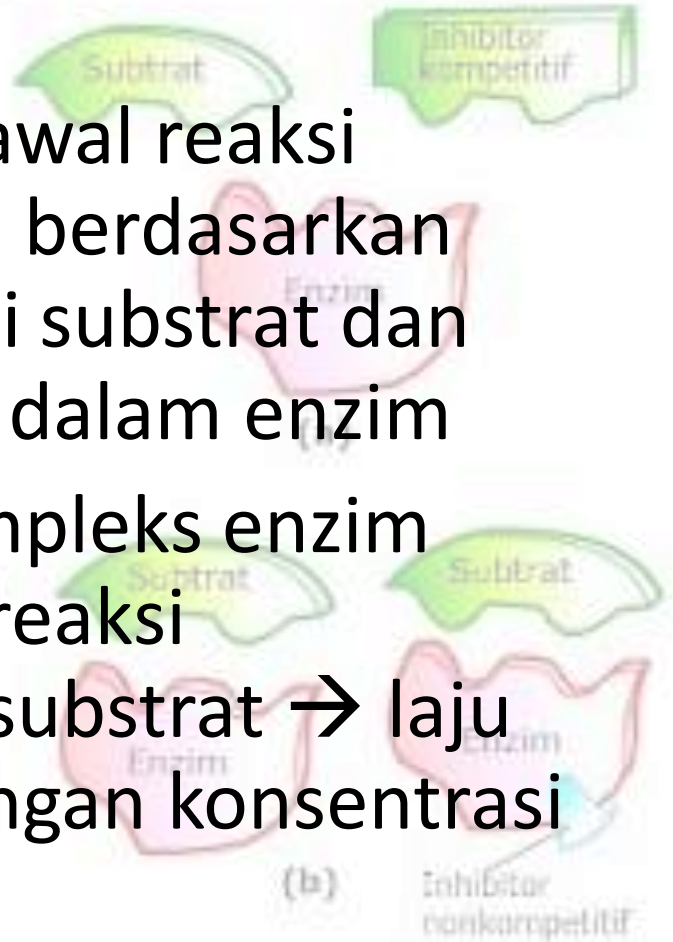 Subtrat
Inhibitor
kompetitif
awal reaksi
berdasarkan
Enzim
i substrat dan
dalam enzim
mpleks enzim
Subtrat
Subtrat
reaksi
substrat → laju
Enzim
Enzim
ngan konsentrasi
(b)
Inhibitor
nonkompetitif